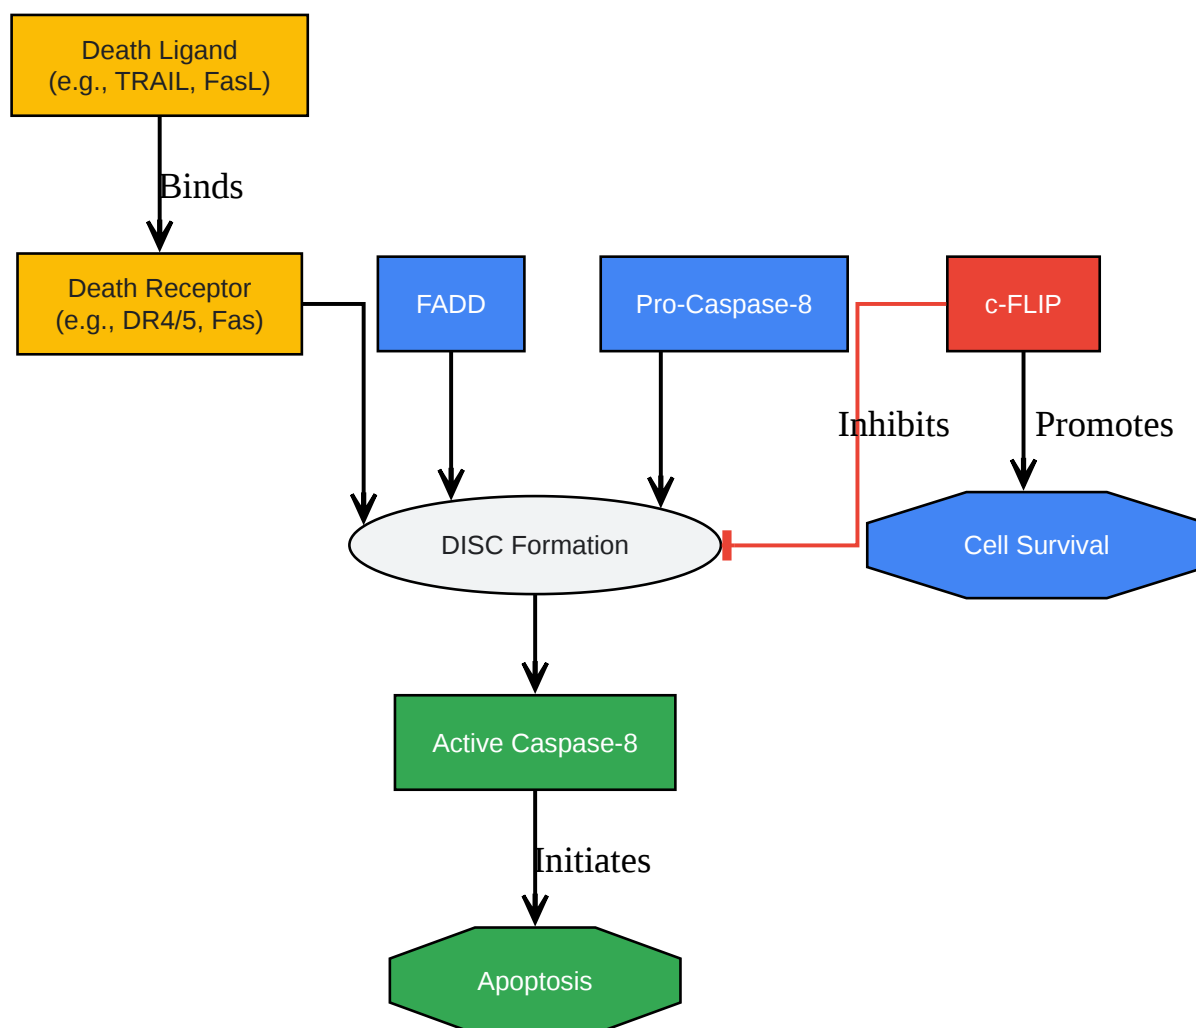 Death Ligand
(e.g., TRAIL, FasL)
Binds
Death Receptor
(e.g., DR4/5, Fas)
FADD
Pro-Caspase-8
c-FLIP
Inhibits
Promotes
DISC Formation
Cell Survival
Active Caspase-8
Initiates
Apoptosis